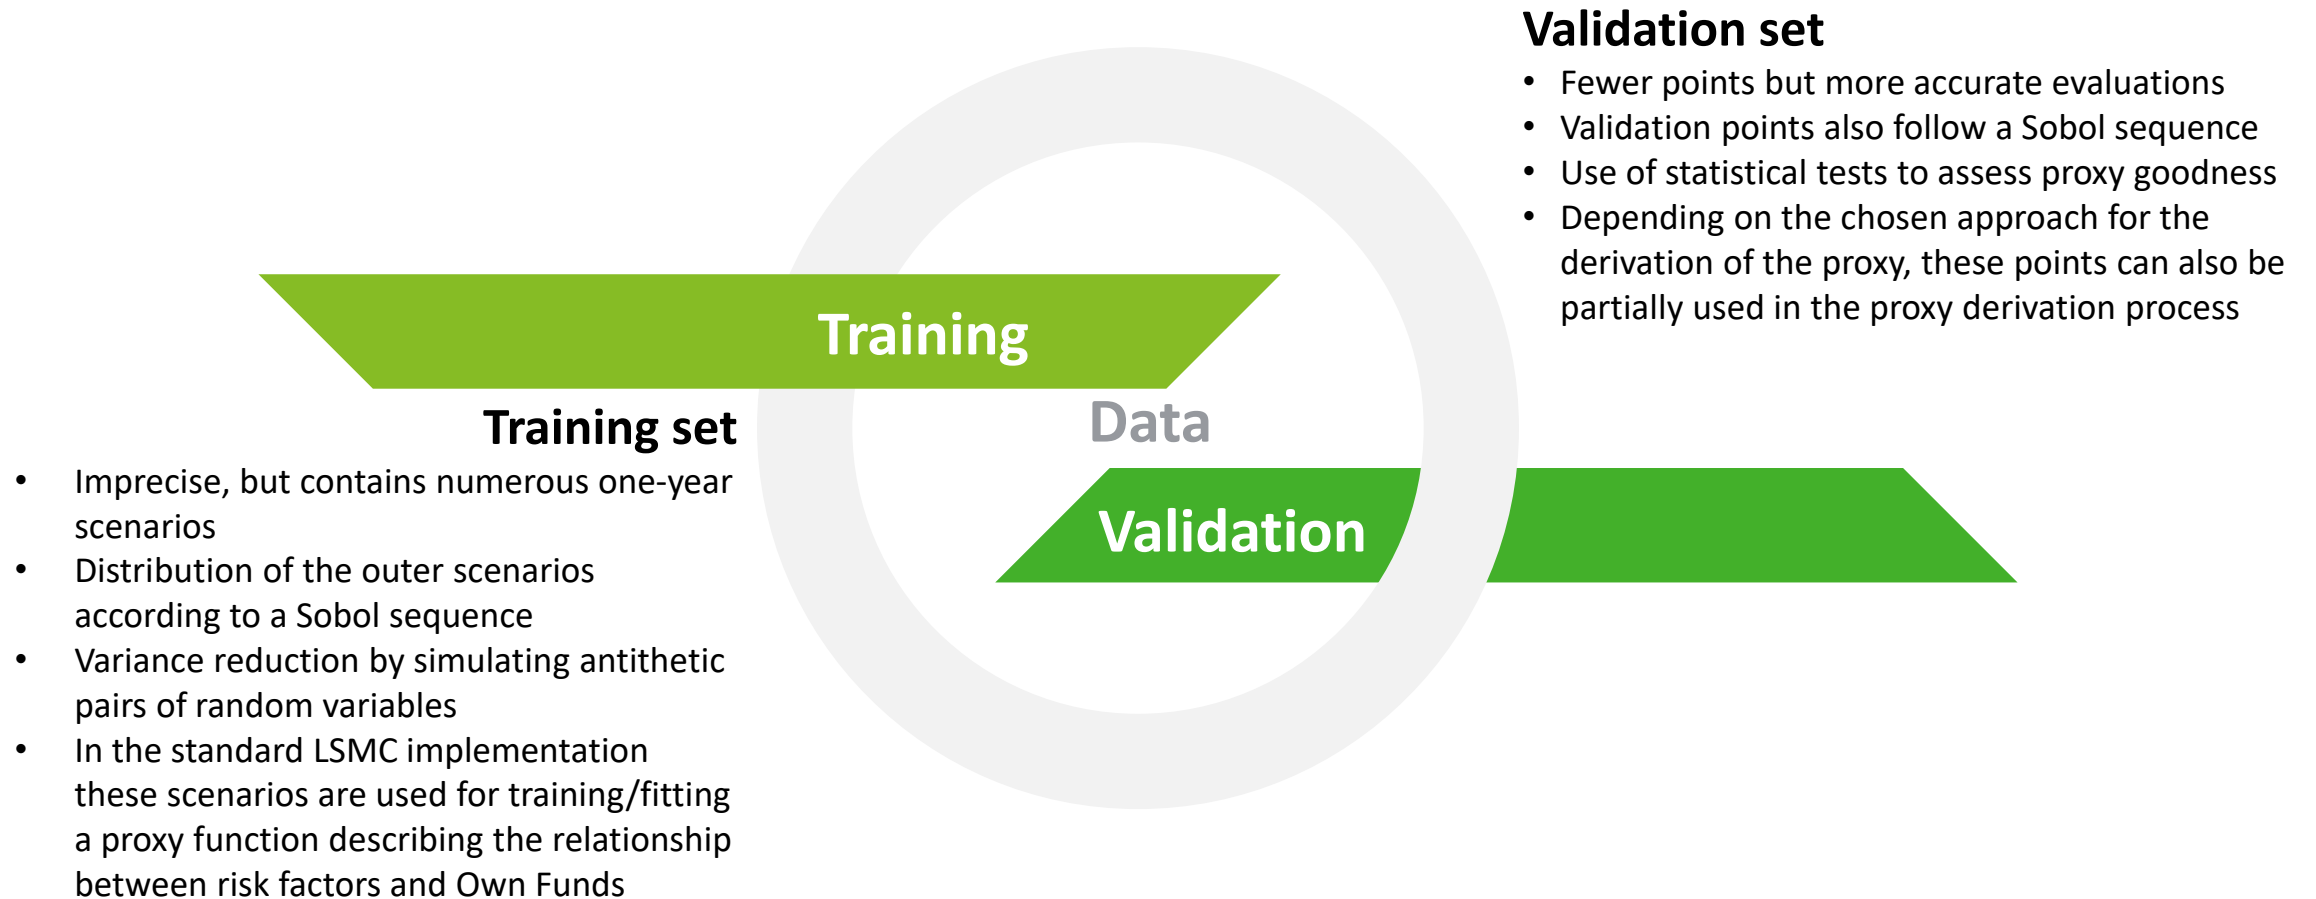 Validation set
• Fewer points but more accurate evaluations
• Validation points also follow a Sobol sequence
• Use of statistical tests to assess proxy goodness
• Depending on the chosen approach for the
derivation of the proxy, these points can also be
partially used in the proxy derivation process
Training
Data
Validation
Training set
• Imprecise, but contains numerous one-year
scenarios
• Distribution of the outer scenarios
according to a Sobol sequence
• Variance reduction by simulating antithetic
pairs of random variables
• In the standard LSMC implementation
these scenarios are used for training/fitting
a proxy function describing the relationship
between risk factors and Own Funds